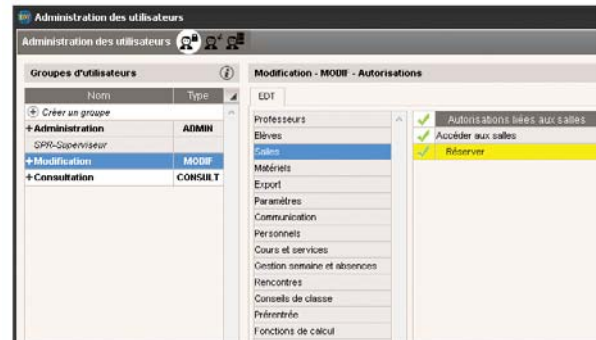 EDT Administration des utilisateurs
Administration des utilisateurs
Groupes d'utilisateurs
Nom Type
Créer un groupe
+Administration ADMIN
SPR-Superviseur
+Modification MODIF
+Consultation CONSULT
Modification - MODIF - Autorisations
EDT
Professeurs
Elèves
Salles
Matériels
Export
Paramètres
Communication
Personnels
Cours et services
Gestion semaine et absences
Rencontres
Conseils de classe
Prérentrée
Fonctions de calcul
Autorisations liées aux salles
Accéder aux salles
Réserver